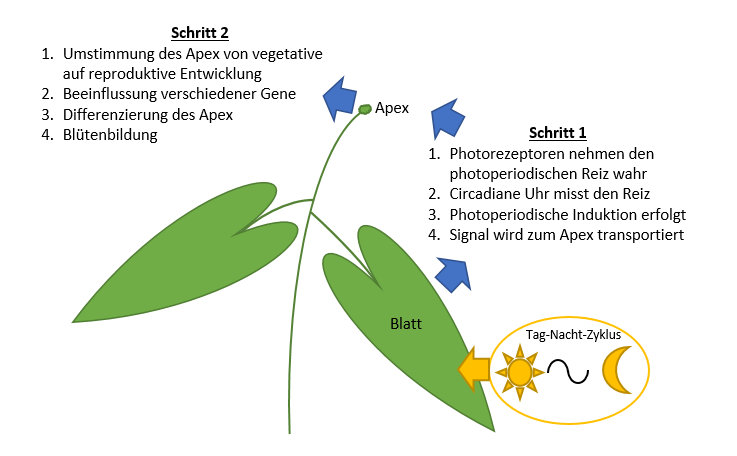 Schritt 2
1. Umstimmung des Apex von vegetative
auf reproduktive Entwicklung
2. Beeinflussung verschiedener Gene
3. Differenzierung des Apex
4. Blütenbildung
Apex
Schritt 1
1. Photorezeptoren nehmen den
photoperiodischen Reiz wahr
2. Circadiane Uhr misst den Reiz
3. Photoperiodische Induktion erfolgt
4. Signal wird zum Apex transportiert
Blatt
Tag-Nacht-Zyklus